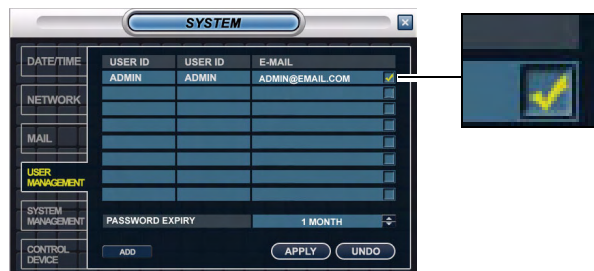 SYSTEM
DATE/TIME
NETWORK
MAIL
USER
MANAGEMENT
SYSTEM
MANAGEMENT
CONTROL
DEVICE
USER ID USER ID E-MAIL
ADMIN ADMIN ADMIN@EMAIL.COM
PASSWORD EXPIRY 1 MONTH
ADD APPLY UNDO